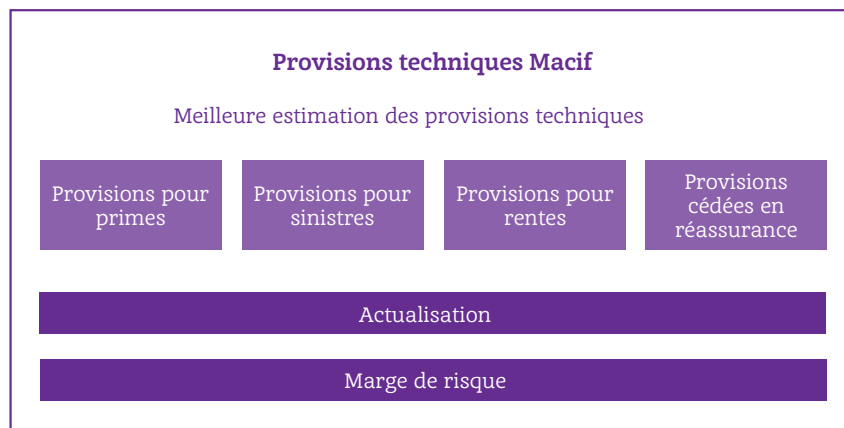 Provisions techniques Macif
Meilleure estimation des provisions techniques
Provisions pour
primes
Provisions pour
sinistres
Provisions pour
rentes
Provisions
cédées en
réassurance
Actualisation
Marge de risque